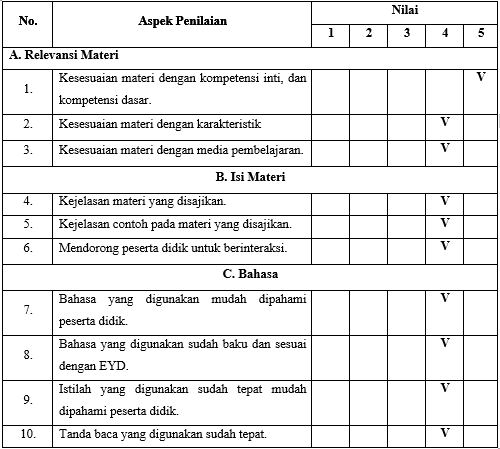 No. Aspek Penilaian Nilai
1 2 3 4 5
A. Relevansi Materi
1. Kesesuaian materi dengan kompetensi inti, dan V
kompetensi dasar.
2. Kesesuaian materi dengan karakteristik V
3. Kesesuaian materi dengan media pembelajaran. V
B. Isi Materi
4. Kejelasan materi yang disajikan. V
5. Kejelasan contoh pada materi yang disajikan. V
6. Mendorong peserta didik untuk berinteraksi. V
C. Bahasa
7. Bahasa yang digunakan mudah dipahami V
peserta didik.
8. Bahasa yang digunakan sudah baku dan sesuai V
dengan EYD.
9. Istilah yang digunakan sudah tepat mudah V
dipahami peserta didik.
10. Tanda baca yang digunakan sudah tepat. V